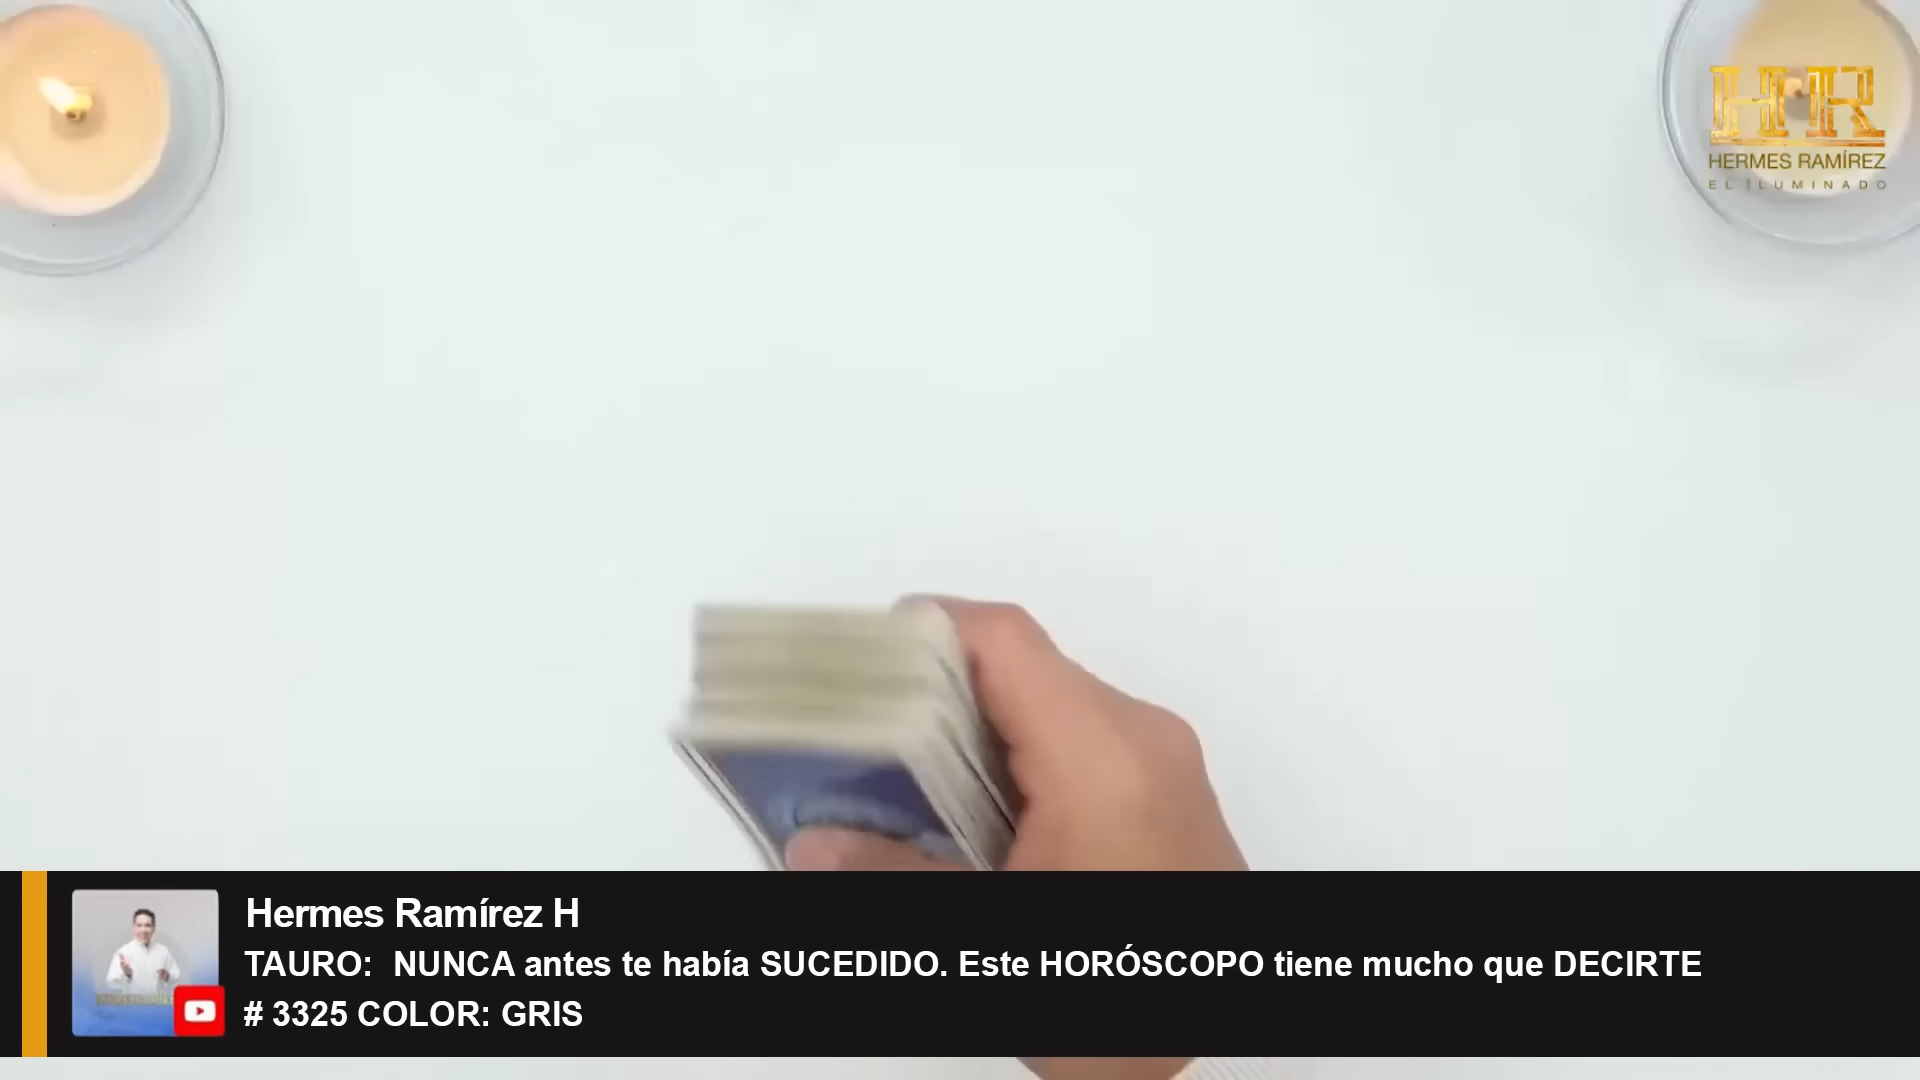 HR
HERMES RAMÍREZ
EL ILUMINADO
Hermes Ramírez H
TAURO:  NUNCA antes te había SUCEDIDO. Este HORÓSCOPO tiene mucho que DECIRTE
# 3325 COLOR: GRIS